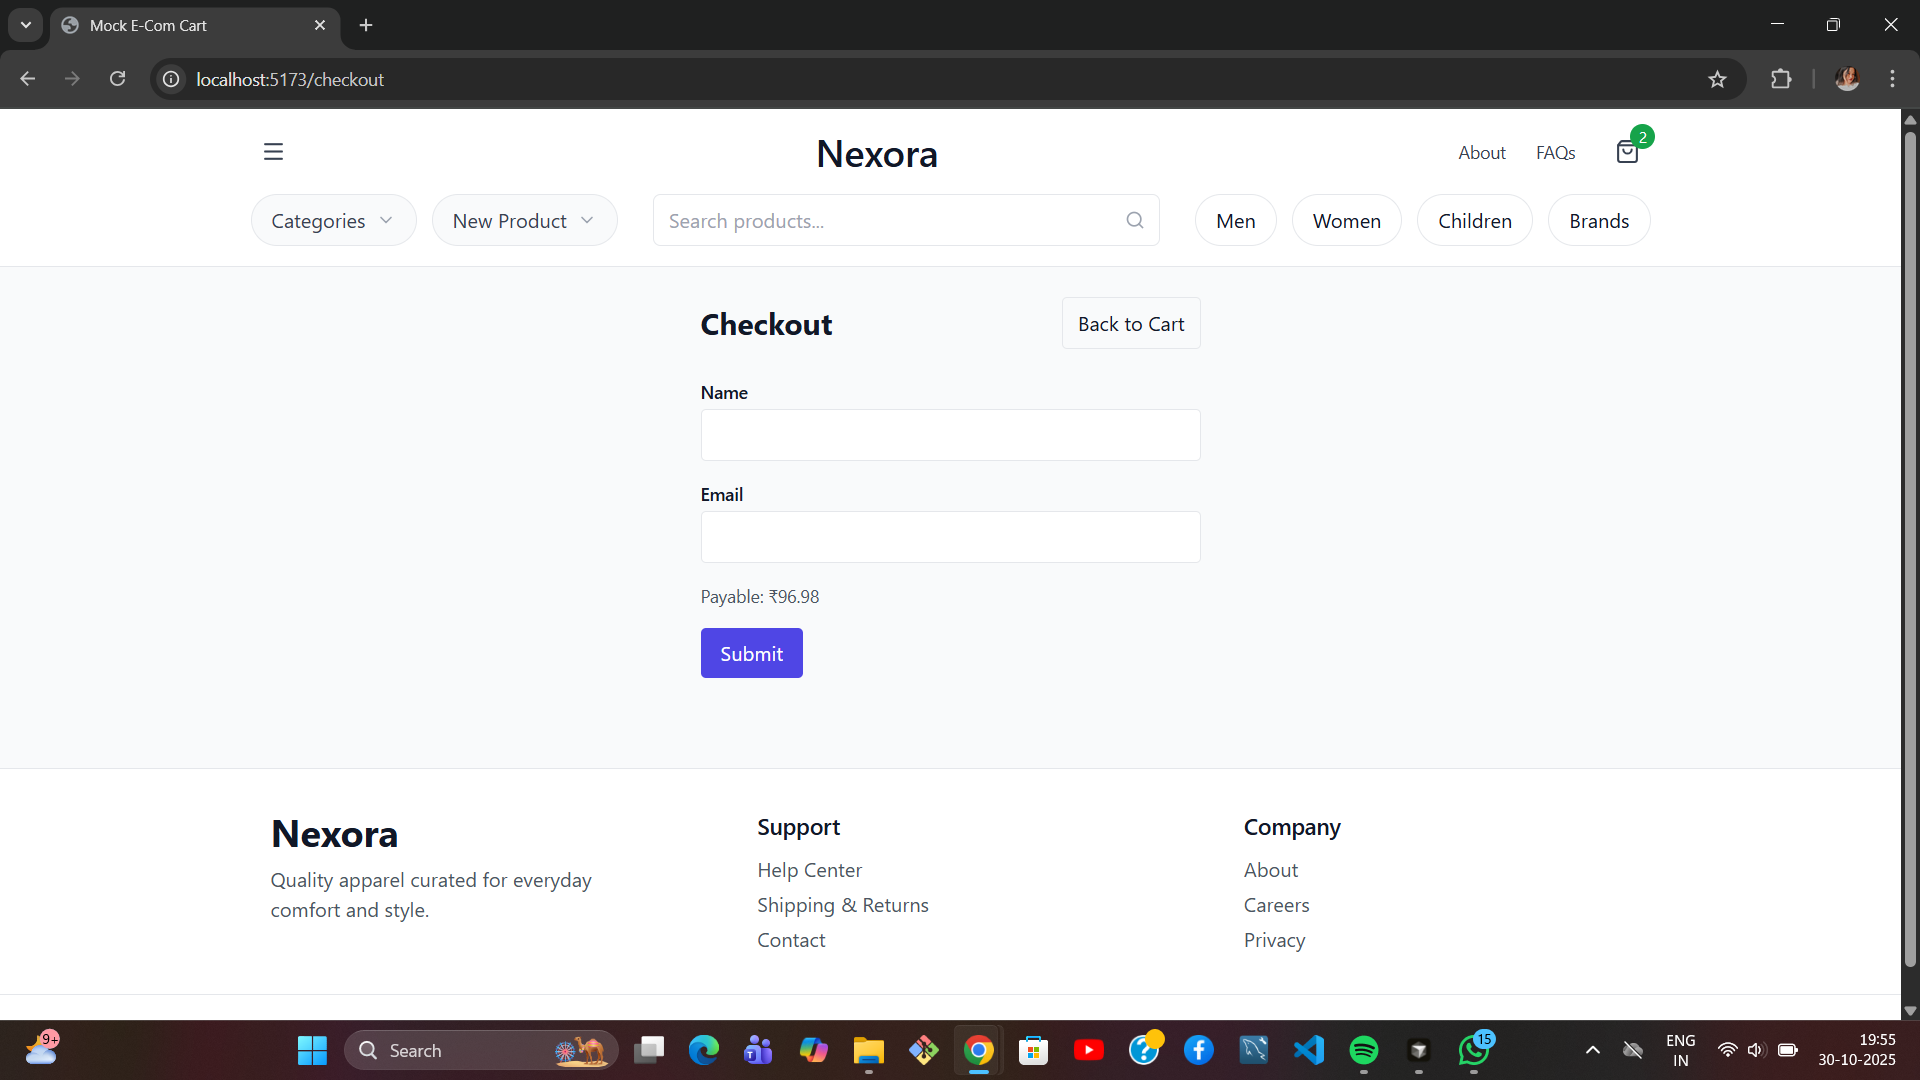 Mock E-Com Cart
localhost:5173/checkout
Nexora
About
FAQs
2
Categories
New Product
Search products...
Men
Women
Children
Brands
Checkout
Back to Cart
Name
Email
Payable: ₹96.98
Submit
Nexora
Quality apparel curated for everyday
comfort and style.
Support
Help Center
Shipping & Returns
Contact
Company
About
Careers
Privacy
9+
Search
15
ENG
IN
19:55
30-10-2025